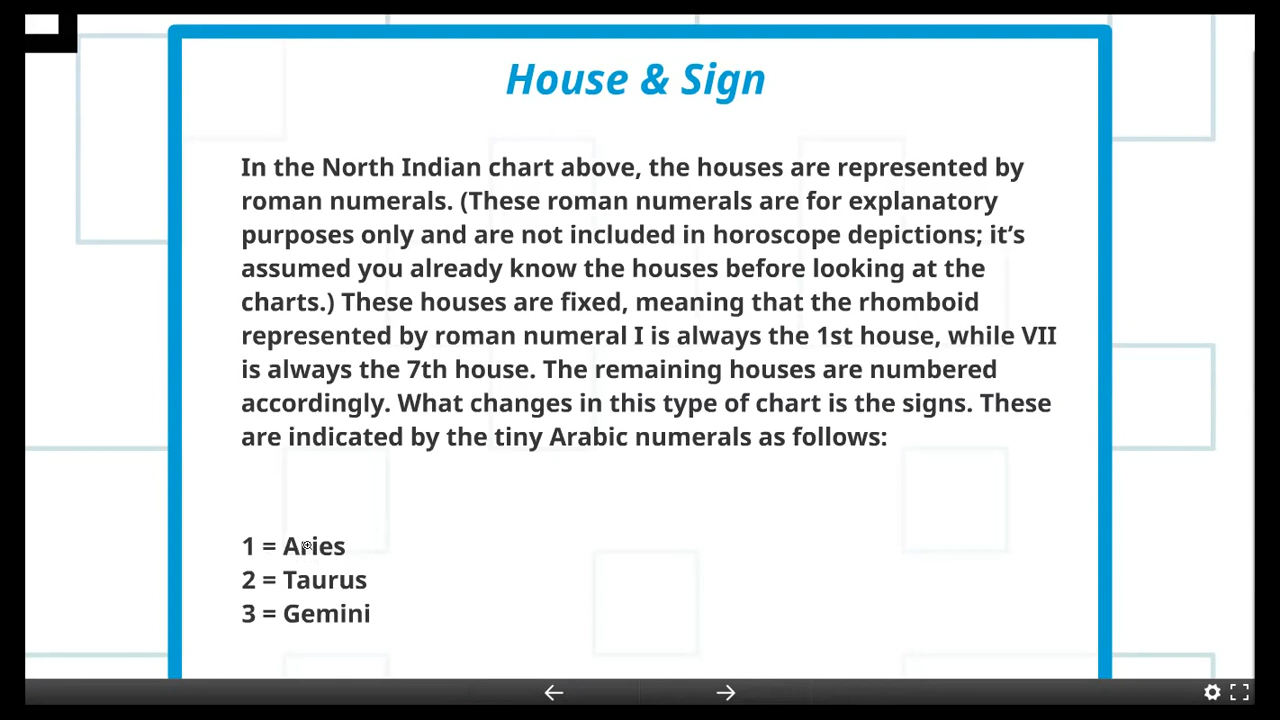 House & Sign
In the North Indian chart above, the houses are represented by
roman numerals. (These roman numerals are for explanatory
purposes only and are not included in horoscope depictions; it’s
assumed you already know the houses before looking at the
charts.) These houses are fixed, meaning that the rhomboid
represented by roman numeral I is always the 1st house, while VII
is always the 7th house. The remaining houses are numbered
accordingly. What changes in this type of chart is the signs. These
are indicated by the tiny Arabic numerals as follows:
1 = Aries
2 = Taurus
3 = Gemini